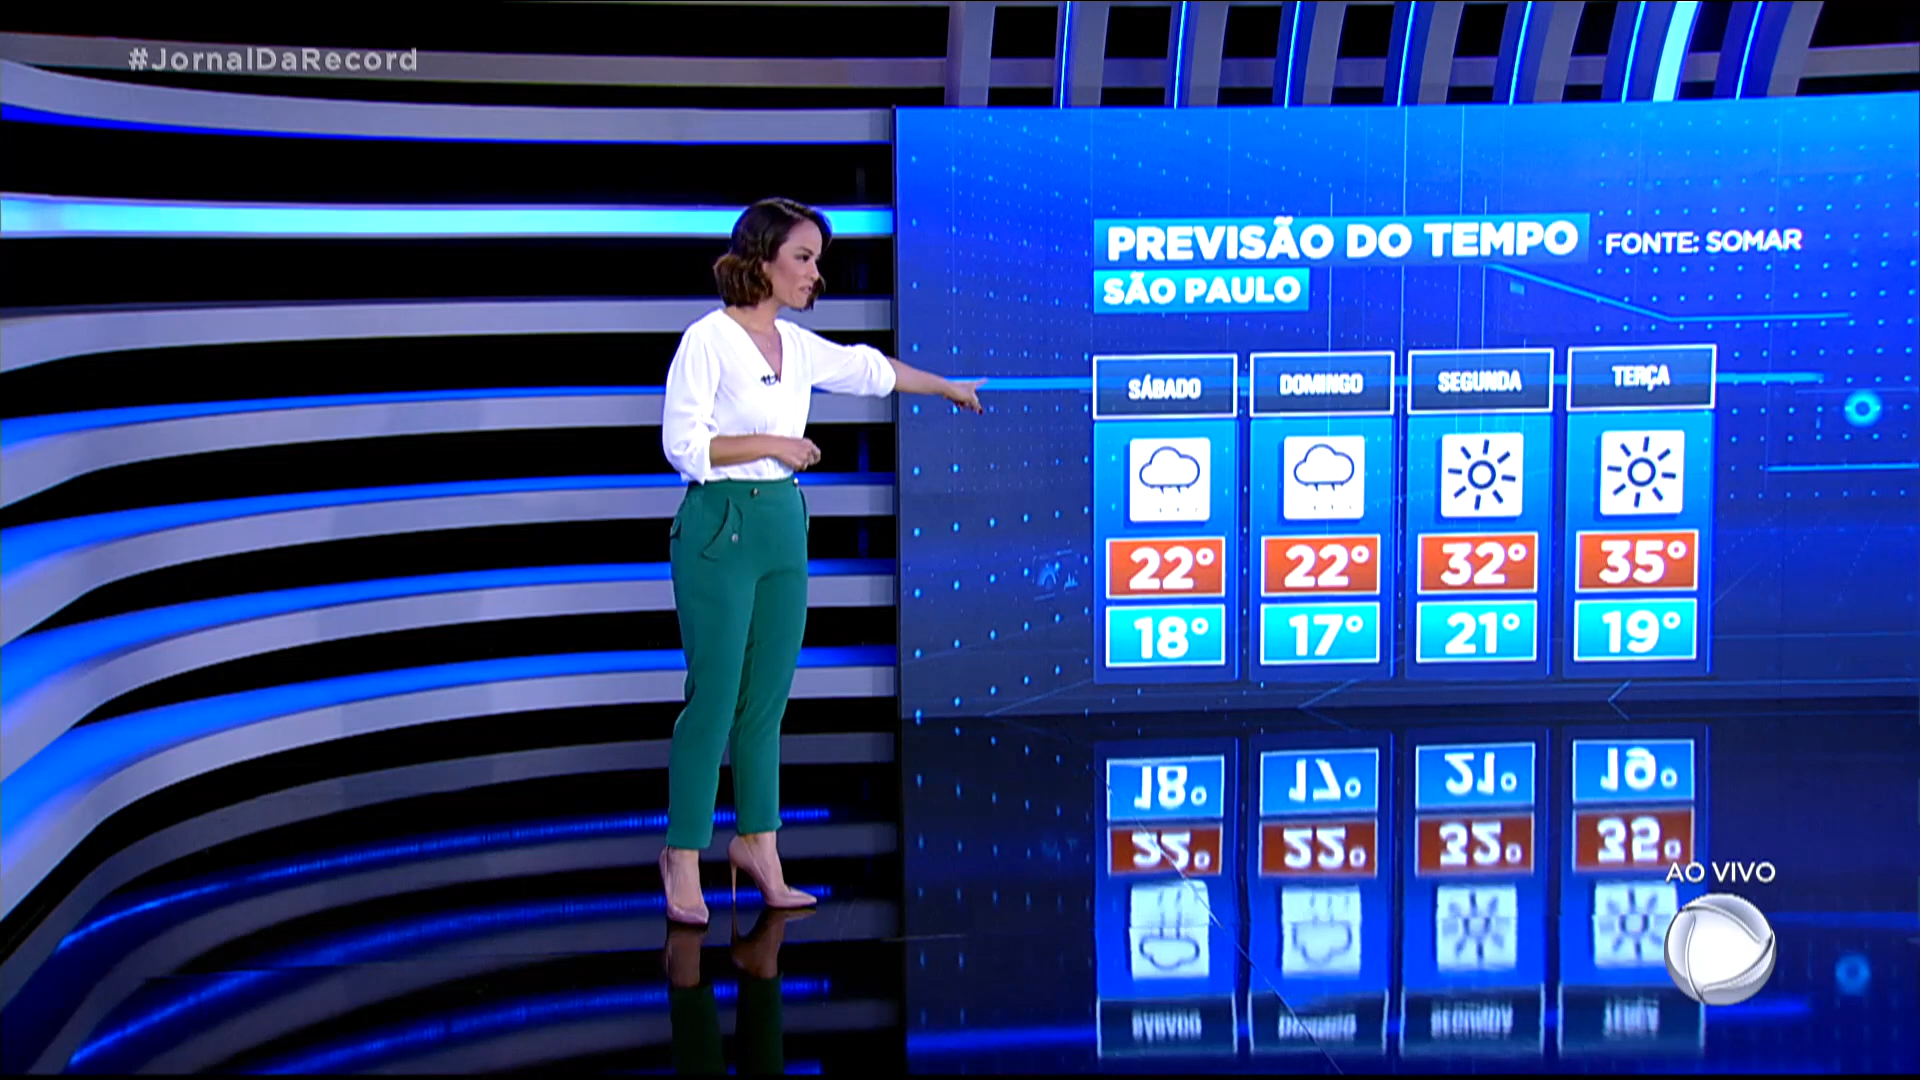 #JornalDaRecord
PREVISÃO DO TEMPO FONTE: SOMAR
SÃO PAULO
SÁBADO DOMINGO SEGUNDA TERÇA
22° 22° 32° 35°
18° 17° 21° 19°
AO VIVO